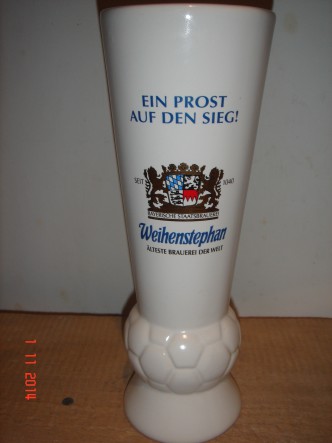 EIN PROST
AUF DEN SIEG!
SEIT 1040
BAYERISCHE STAATSBRAUEREI
Weihenstephan
ÄLTESTE BRAUEREI DER WELT
1 11 2014